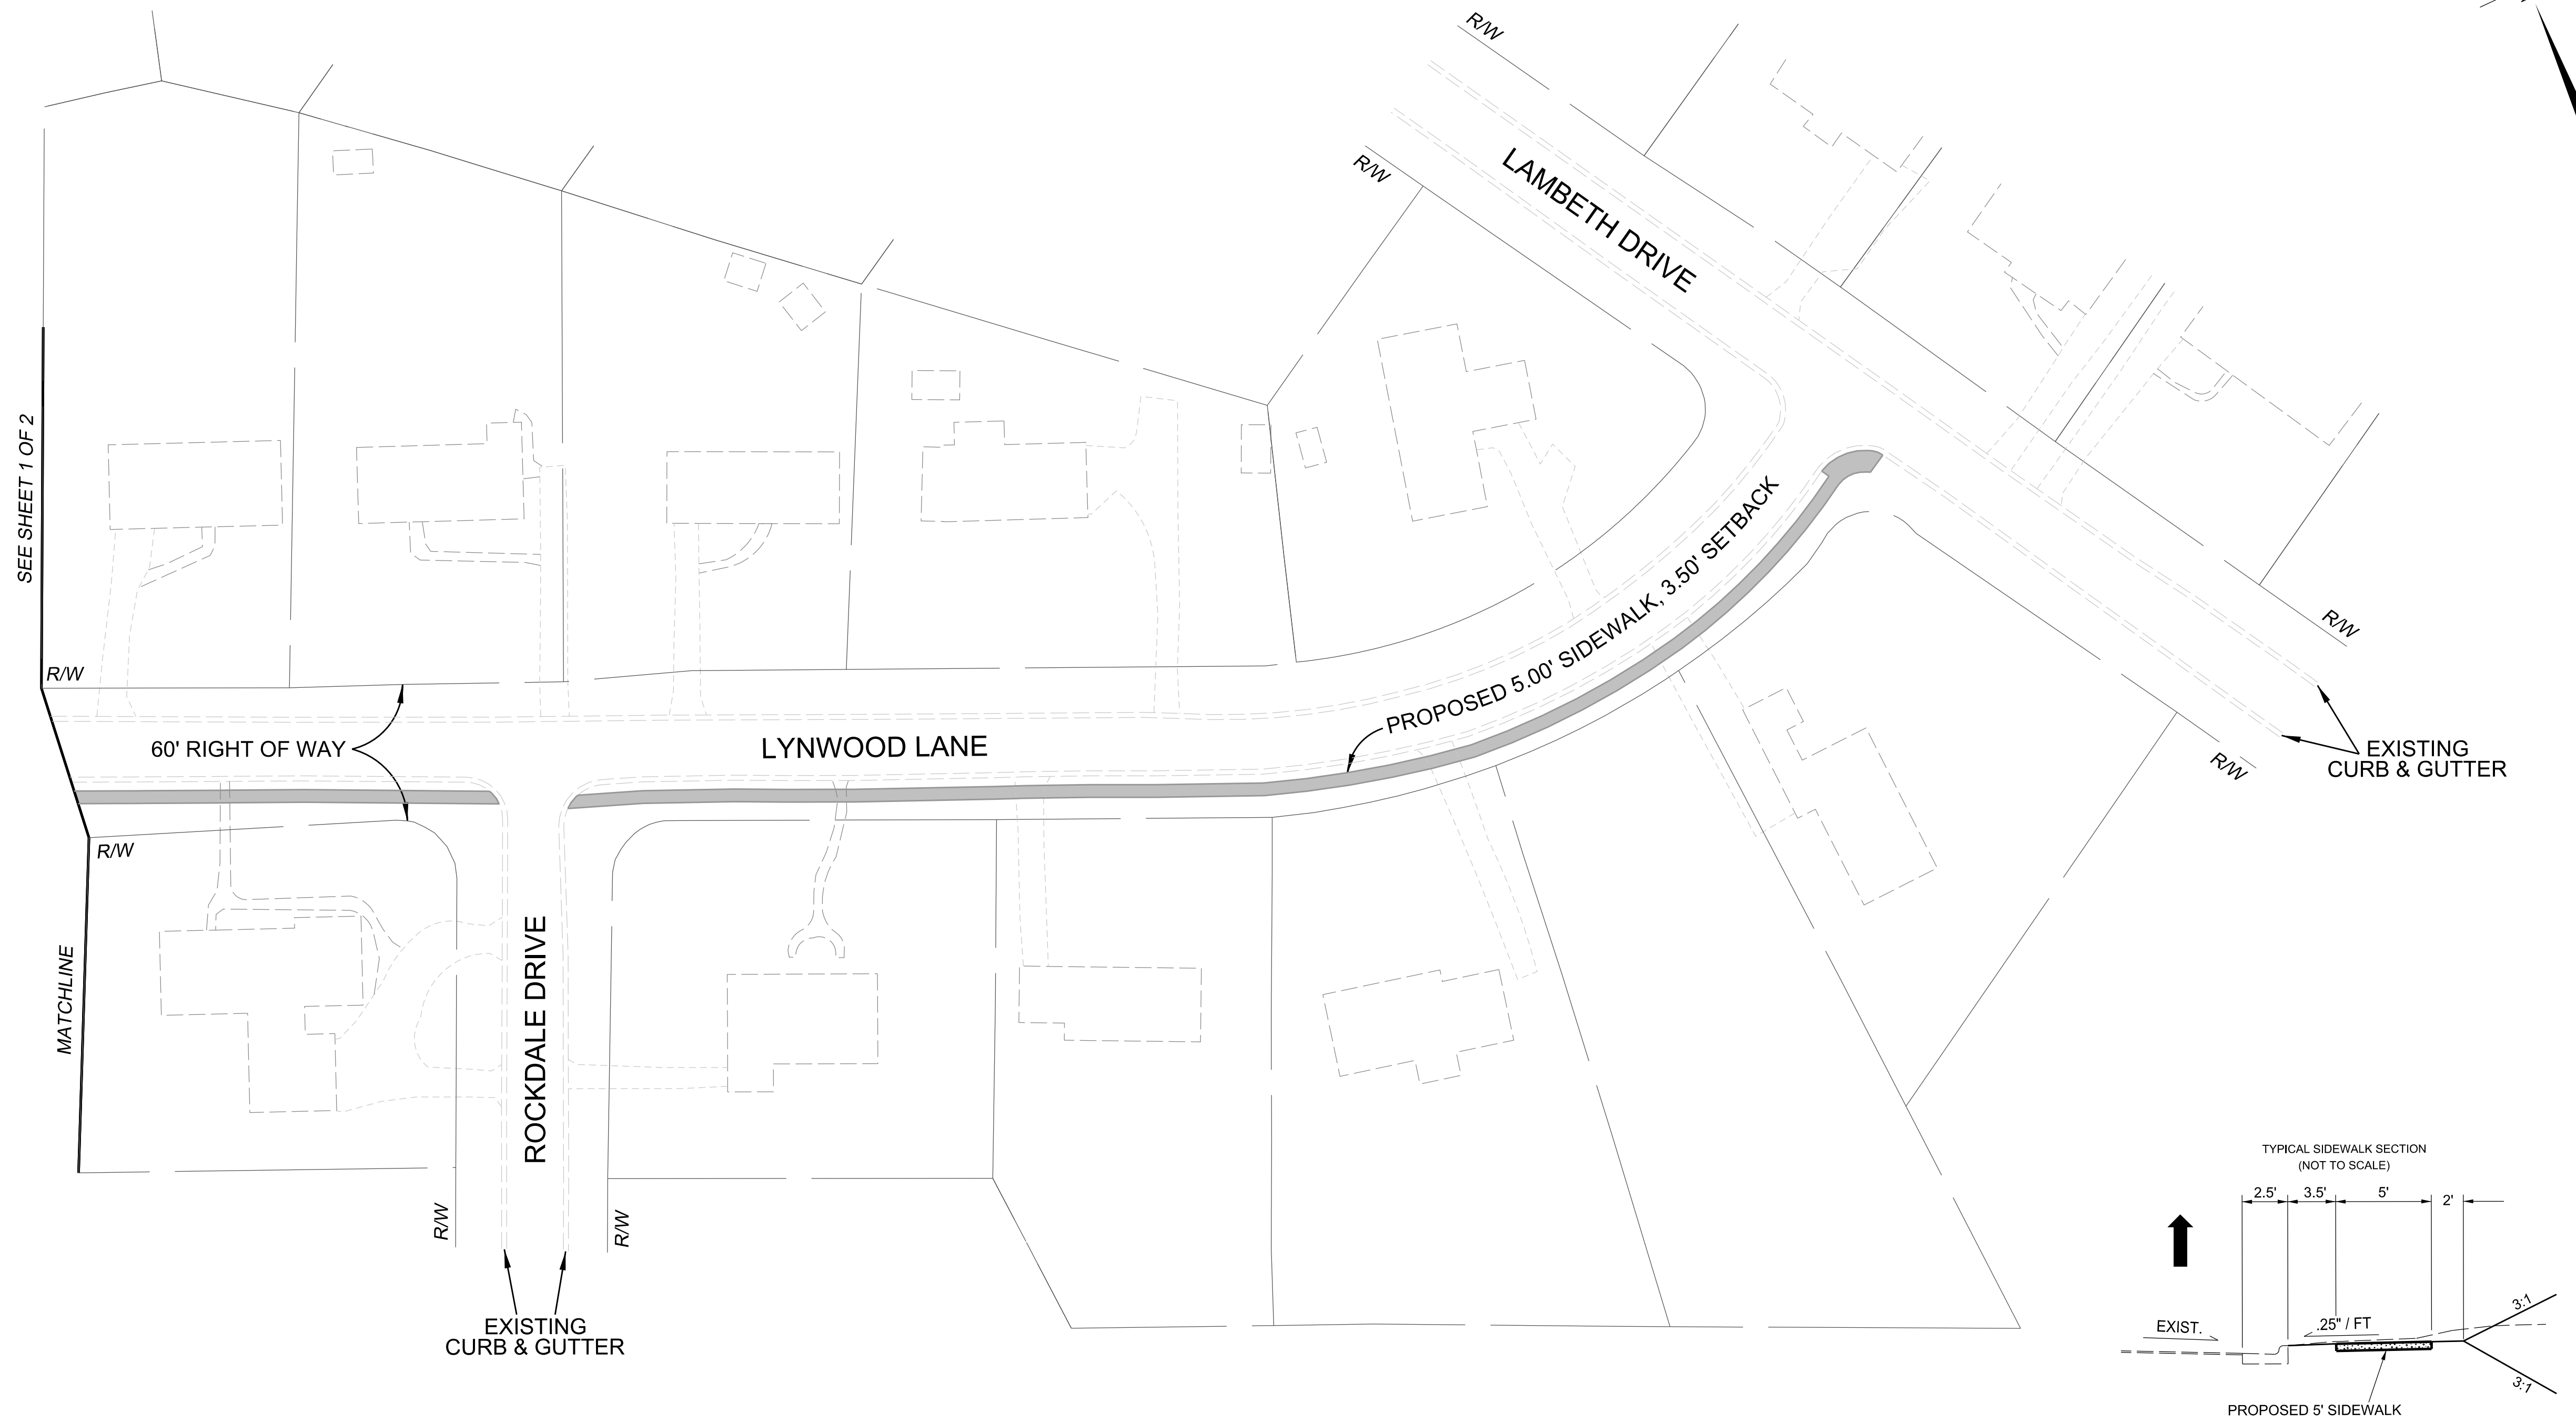 R/W
R/W
LAMBETH DRIVE
SEE SHEET 1 OF 2
R/W
60' RIGHT OF WAY
LYNWOOD LANE
PROPOSED 5.00' SIDEWALK, 3.50' SETBACK
R/W
R/W
EXISTING
CURB & GUTTER
R/W
MATCHLINE
ROCKDALE DRIVE
R/W
R/W
EXISTING
CURB & GUTTER
TYPICAL SIDEWALK SECTION
(NOT TO SCALE)
2.5' 3.5' 5' 2'
EXIST.
.25" / FT
3:1
3:1
PROPOSED 5' SIDEWALK